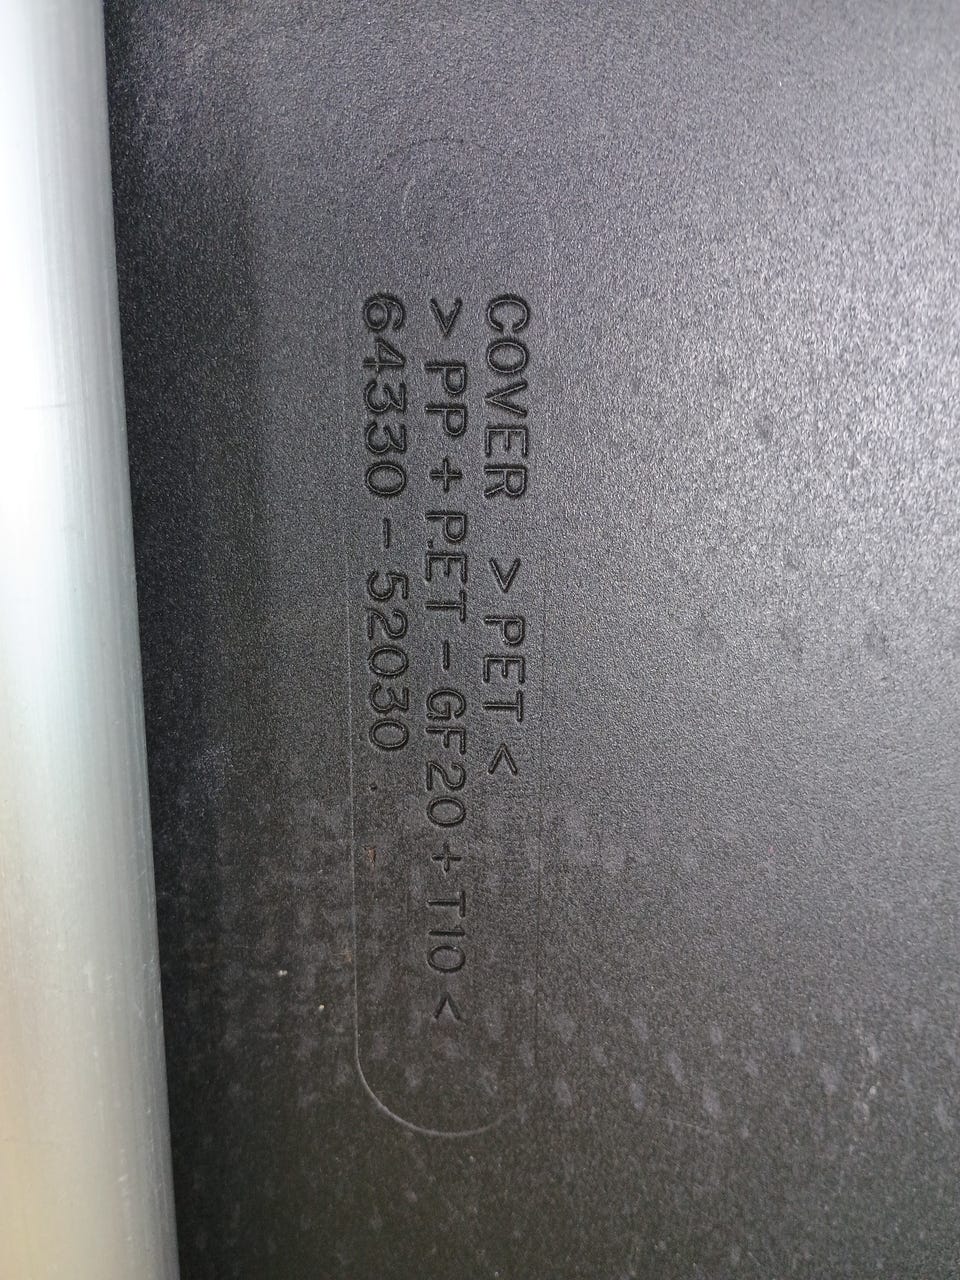 COVER >PET<
>PP+PET-GF20+T10<
64330-52030